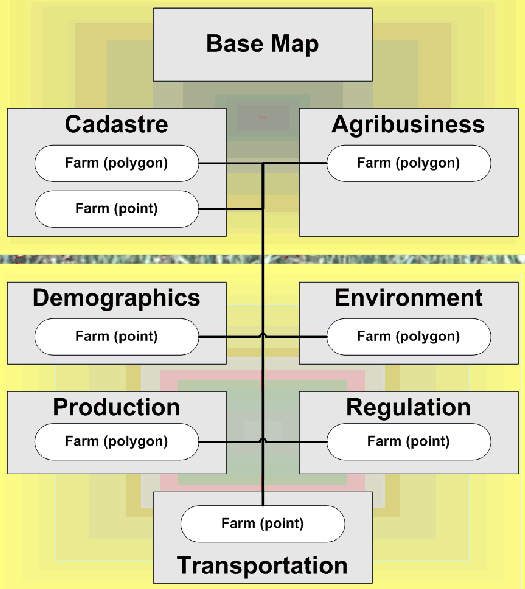 Base Map
Cadastre
Farm (polygon)
Farm (point)
Agribusiness
Farm (polygon)
Demographics
Farm (point)
Environment
Farm (polygon)
Production
Farm (polygon)
Regulation
Farm (point)
Farm (point)
Transportation